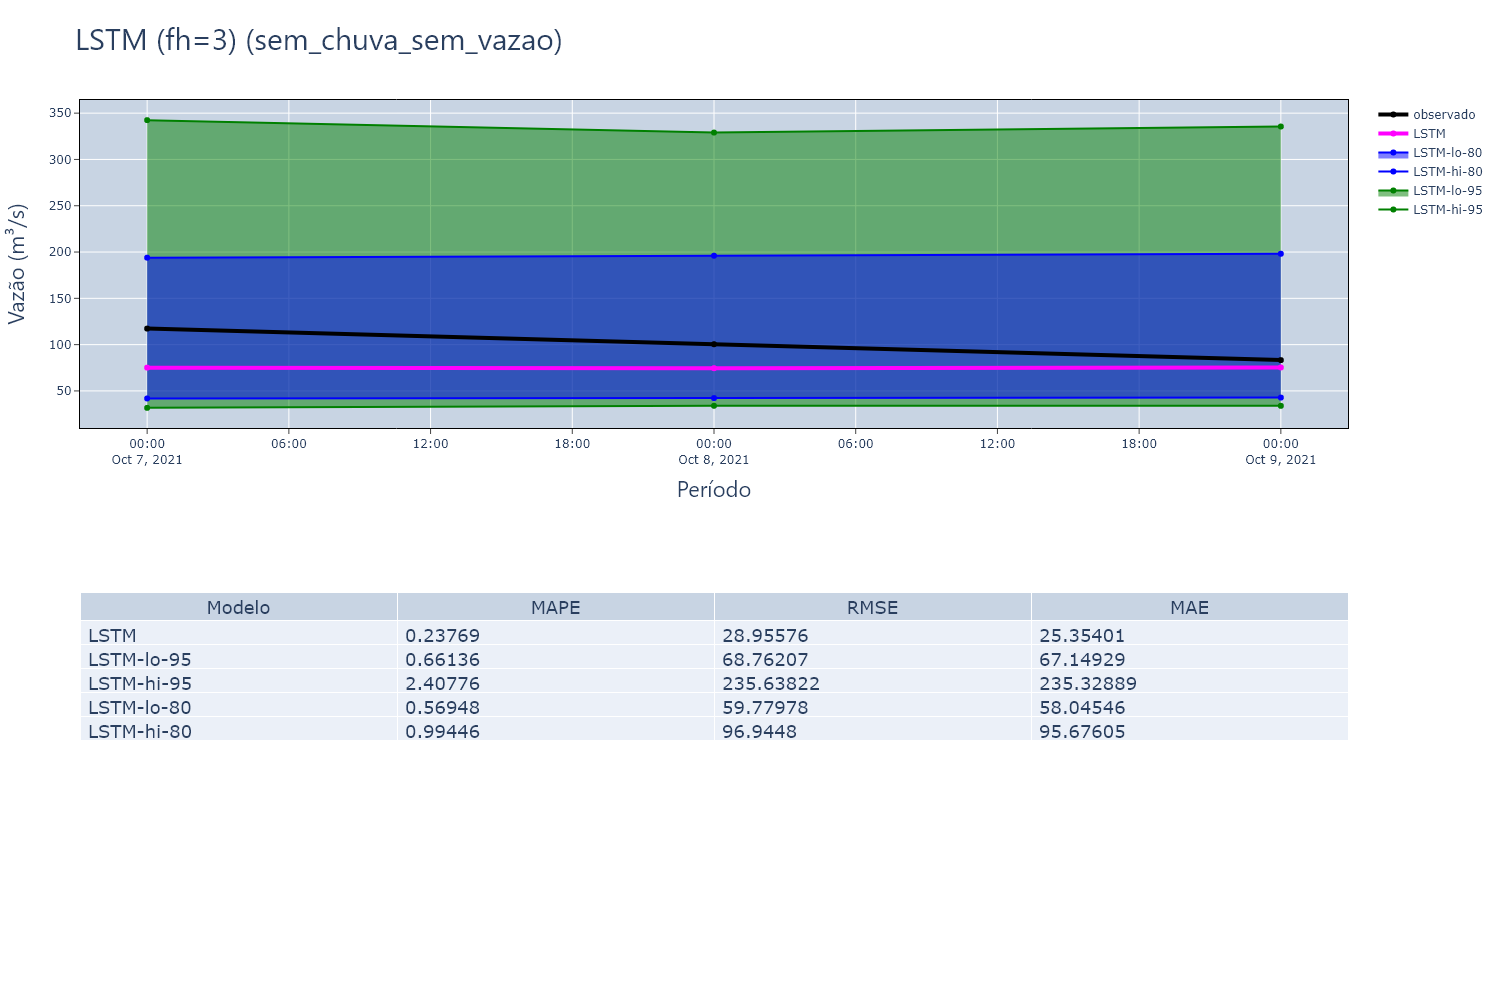 LSTM (fh=3) (sem_chuva_sem_vazao)
350
300
250
200
150
100
50
Vazão (m³/s)
00:00 06:00 12:00 18:00 00:00 06:00 12:00 18:00 00:00
Oct 7, 2021 Oct 8, 2021 Oct 9, 2021
Período
observado
LSTM
LSTM-lo-80
LSTM-hi-80
LSTM-lo-95
LSTM-hi-95
Modelo MAPE RMSE MAE
LSTM 0.23769 28.95576 25.35401
LSTM-lo-95 0.66136 68.76207 67.14929
LSTM-hi-95 2.40776 235.63822 235.32889
LSTM-lo-80 0.56948 59.77978 58.04546
LSTM-hi-80 0.99446 96.9448 95.67605